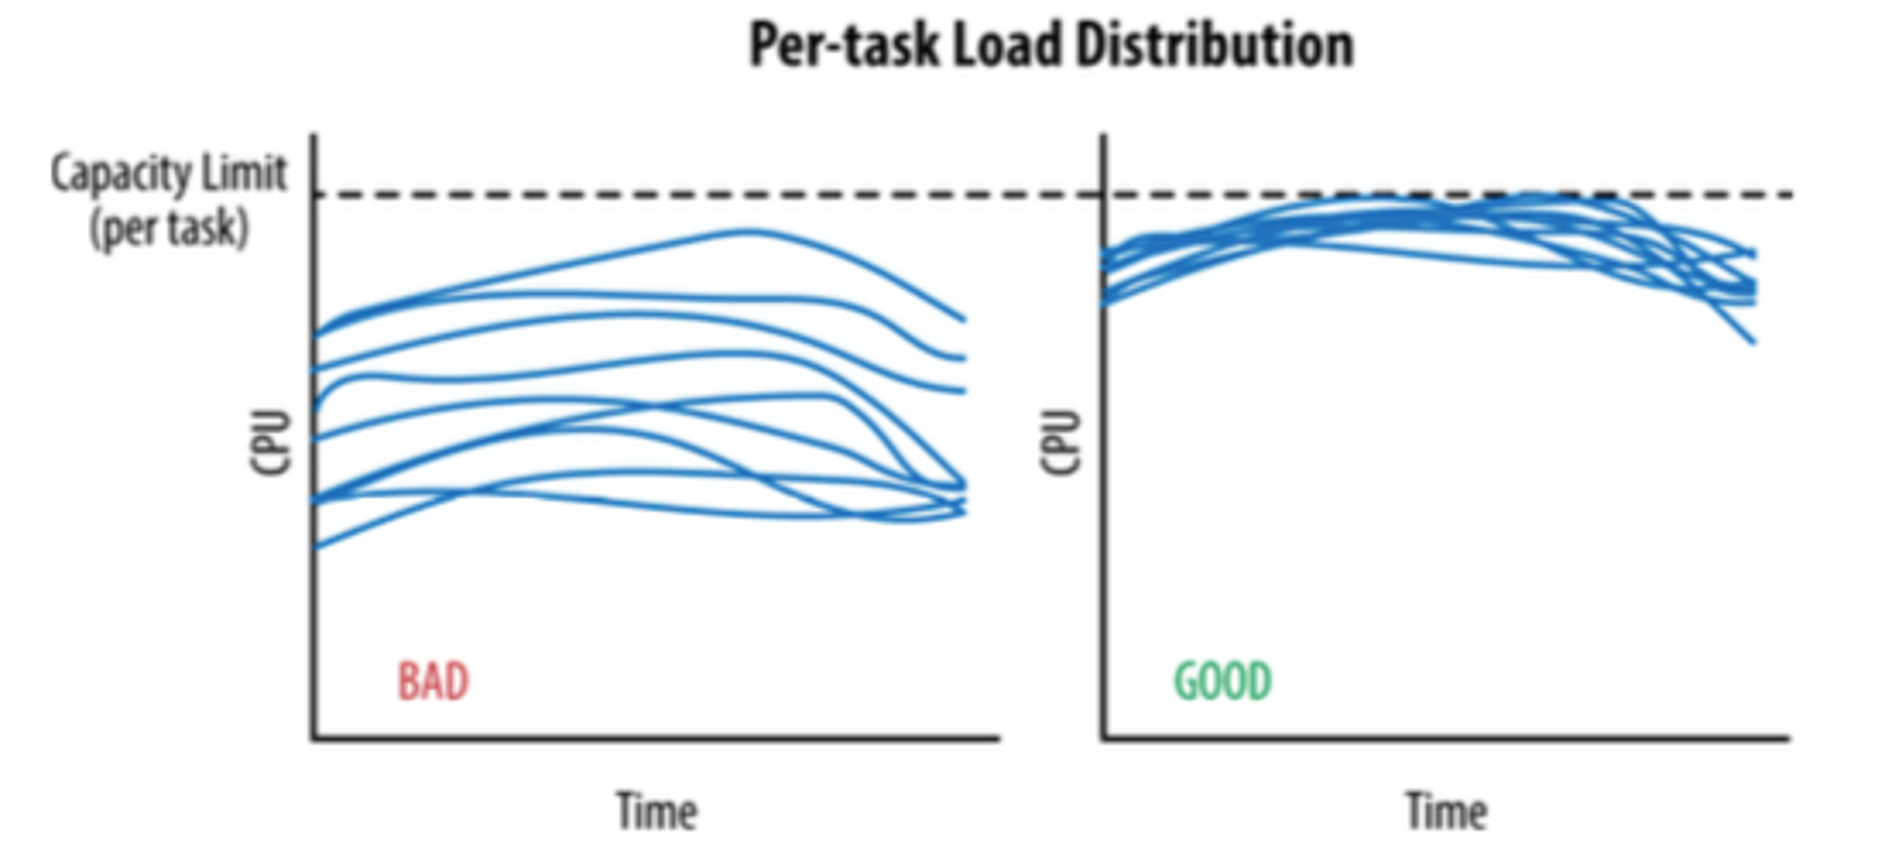 Per-task Load Distribution
Capacity Limit
(per task)
CPU
BAD
Time
CPU
GOOD
Time